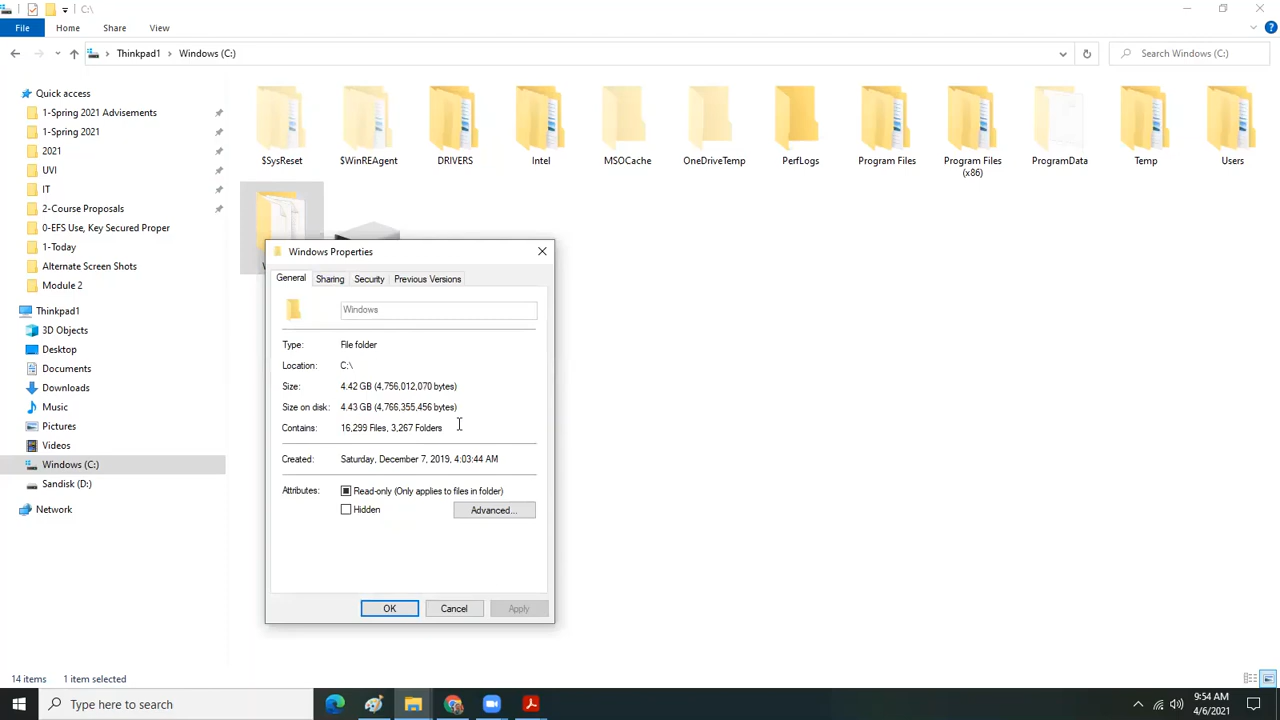 C:\
File Home Share View
Thinkpad1 Windows (C:) Search Windows (C:)
Quick access
1-Spring 2021 Advisements
1-Spring 2021
2021
UVI
IT
2-Course Proposals
0-EFS Use, Key Secured Proper
1-Today
Alternate Screen Shots
Module 2
Thinkpad1
3D Objects
Desktop
Documents
Downloads
Music
Pictures
Videos
Windows (C:)
Sandisk (D:)
Network
$SysReset $WinREAgent DRIVERS Intel MSOCache OneDriveTemp PerfLogs Program Files Program Files ProgramData Temp Users
(x86)
Windows Properties
General Sharing Security Previous Versions
Windows
Type: File folder
Location: C:\
Size: 4.42 GB (4,756,012,070 bytes)
Size on disk: 4.43 GB (4,766,355,456 bytes)
Contains: 16,299 Files, 3,267 Folders
Created: Saturday, December 7, 2019, 4:03:44 AM
Attributes: Read-only (Only applies to files in folder)
Hidden Advanced...
OK Cancel Apply
14 items 1 item selected
Type here to search
9:54 AM
4/6/2021